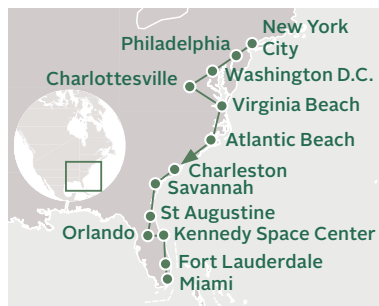 New York
City
Philadelphia
Washington D.C.
Charlottesville
Virginia Beach
Atlantic Beach
Charleston
Savannah
St Augustine
Orlando
Kennedy Space Center
Fort Lauderdale
Miami